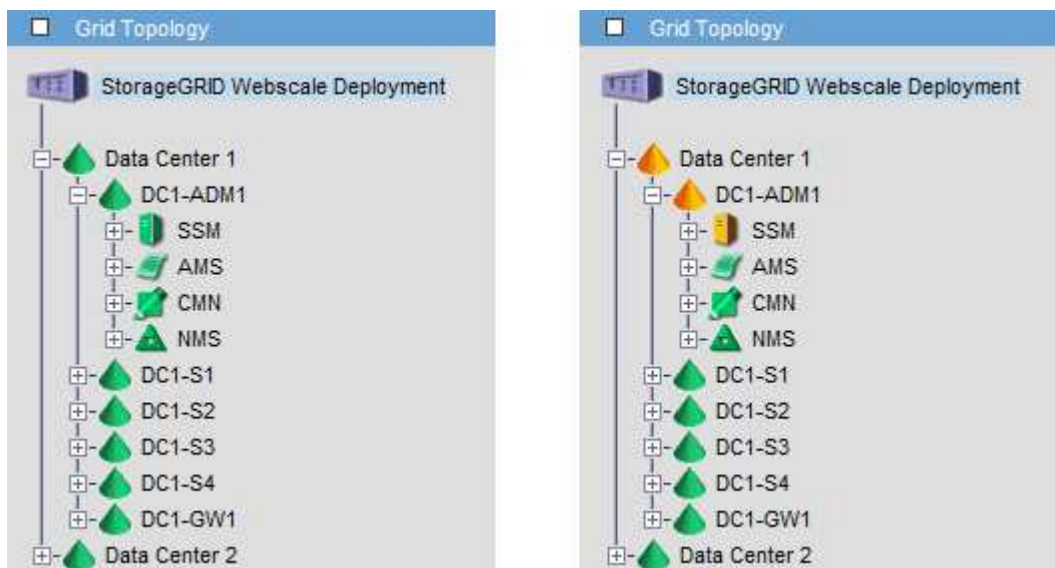 Grid Topology
StorageGRID Webscale Deployment
Data Center 1
DC1-ADM1
SSM
AMS
CMN
NMS
DC1-S1
DC1-S2
DC1-S3
DC1-S4
DC1-GW1
Data Center 2
Grid Topology
StorageGRID Webscale Deployment
Data Center 1
DC1-ADM1
SSM
AMS
CMN
NMS
DC1-S1
DC1-S2
DC1-S3
DC1-S4
DC1-GW1
Data Center 2